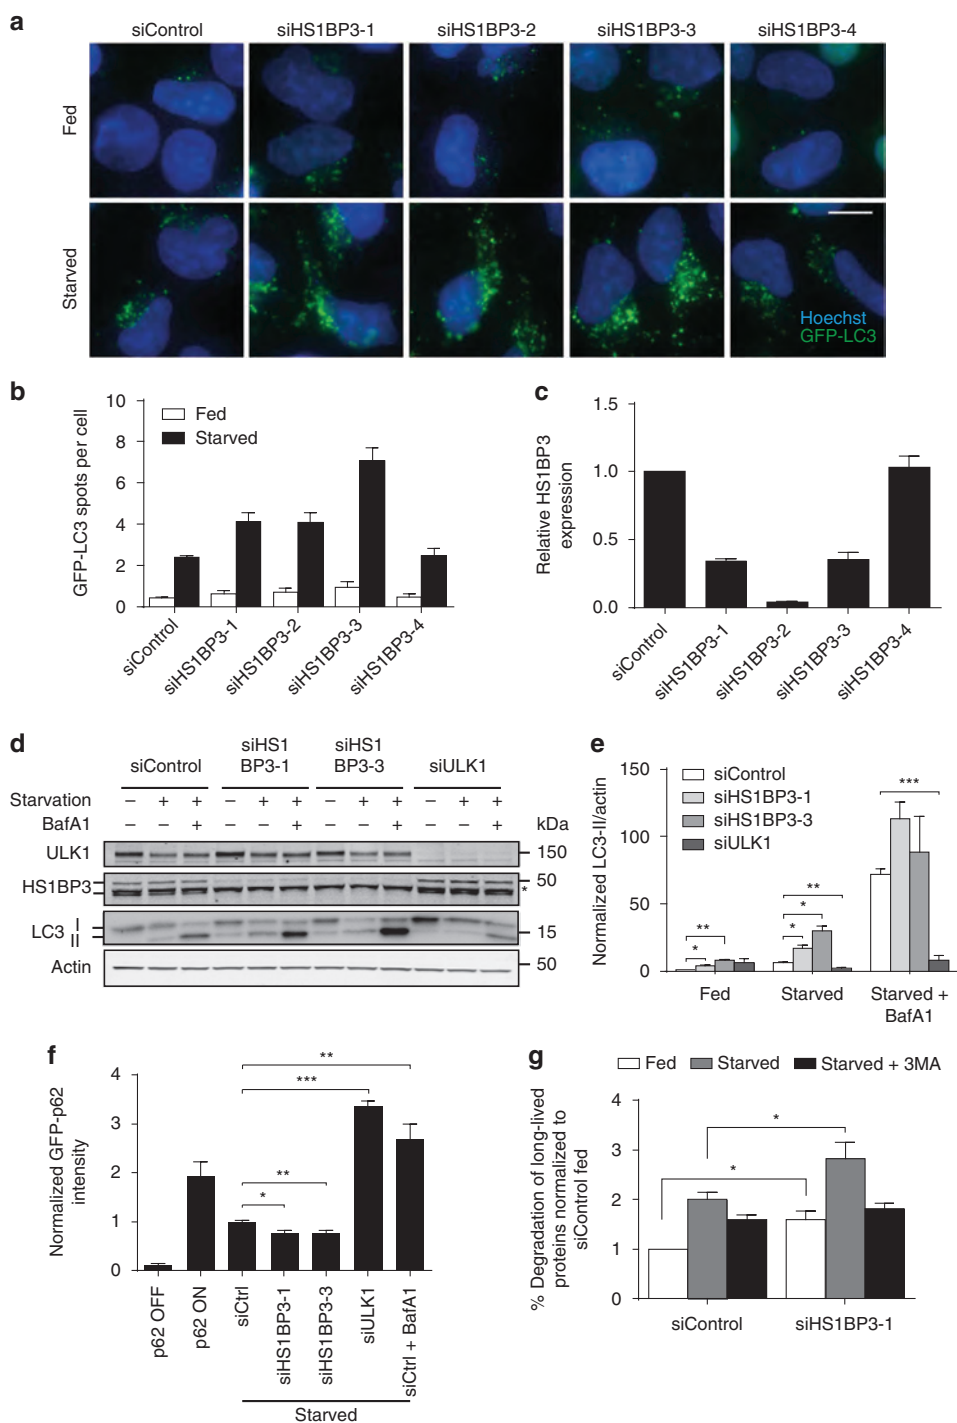 a
siControl siHS1BP3-1 siHS1BP3-2 siHS1BP3-3 siHS1BP3-4
Fed
Starved
Hoechst
GFP-LC3
b
GFP-LC3 spots per cell
10
8
6
4
2
0
Fed
Starved
siControl
siHS1BP3-1
siHS1BP3-2
siHS1BP3-3
siHS1BP3-4
c
Relative HS1BP3
expression
1.5
1.0
0.5
0.0
siControl
siHS1BP3-1
siHS1BP3-2
siHS1BP3-3
siHS1BP3-4
d
siControl
siHS1
BP3-1
siHS1
BP3-3
siULK1
Starvation – + + – + + – + + – + +
BafA1 – – + – – + – – + – – +
kDa
ULK1 150
HS1BP3 50
*
LC3 I
II
15
Actin 50
e
Normalized LC3-II/actin
150
100
50
0
siControl
siHS1BP3-1
siHS1BP3-3
siULK1
***
**
*
*
**
*
Fed Starved Starved +
BafA1
f
Normalized GFP-p62
intensity
4
3
2
1
0
**
***
**
*
p62 OFF
p62 ON
siCtrl
siHS1BP3-1
siHS1BP3-3
siULK1
siCtrl + BafA1
Starved
g
Fed Starved Starved + 3MA
% Degradation of long-lived
proteins normalized to
siControl fed
4
3
2
1
0
*
*
siControl siHS1BP3-1